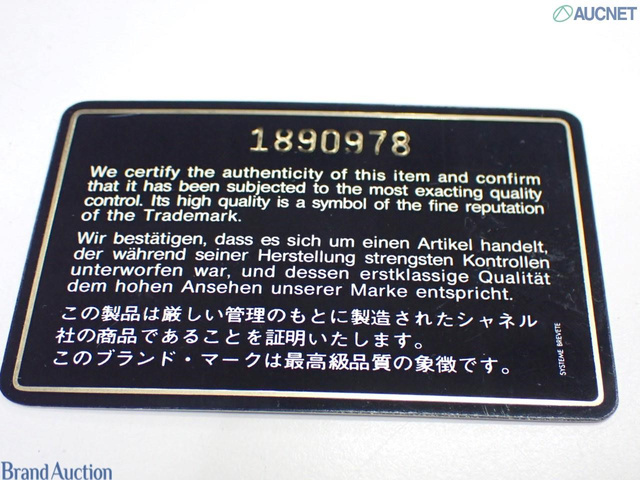 AUCNET
1890978
We certify the authenticity of this item and confirm
that it has been subjected to the most exacting quality
control. Its high quality is a symbol of the fine reputation
of the Trademark.
Wir bestätigen, dass es sich um einen Artikel handelt,
der während seiner Herstellung strengsten Kontrollen
unterworfen war, und dessen erstklassige Qualität
dem hohen Ansehen unserer Marke entspricht.
この製品は厳しい管理のもとに製造されたシャネル
社の商品であることを証明いたします。
このブランド・マークは最高級品質の象徴です。
SYSTEME BREVETE
Brand Auction